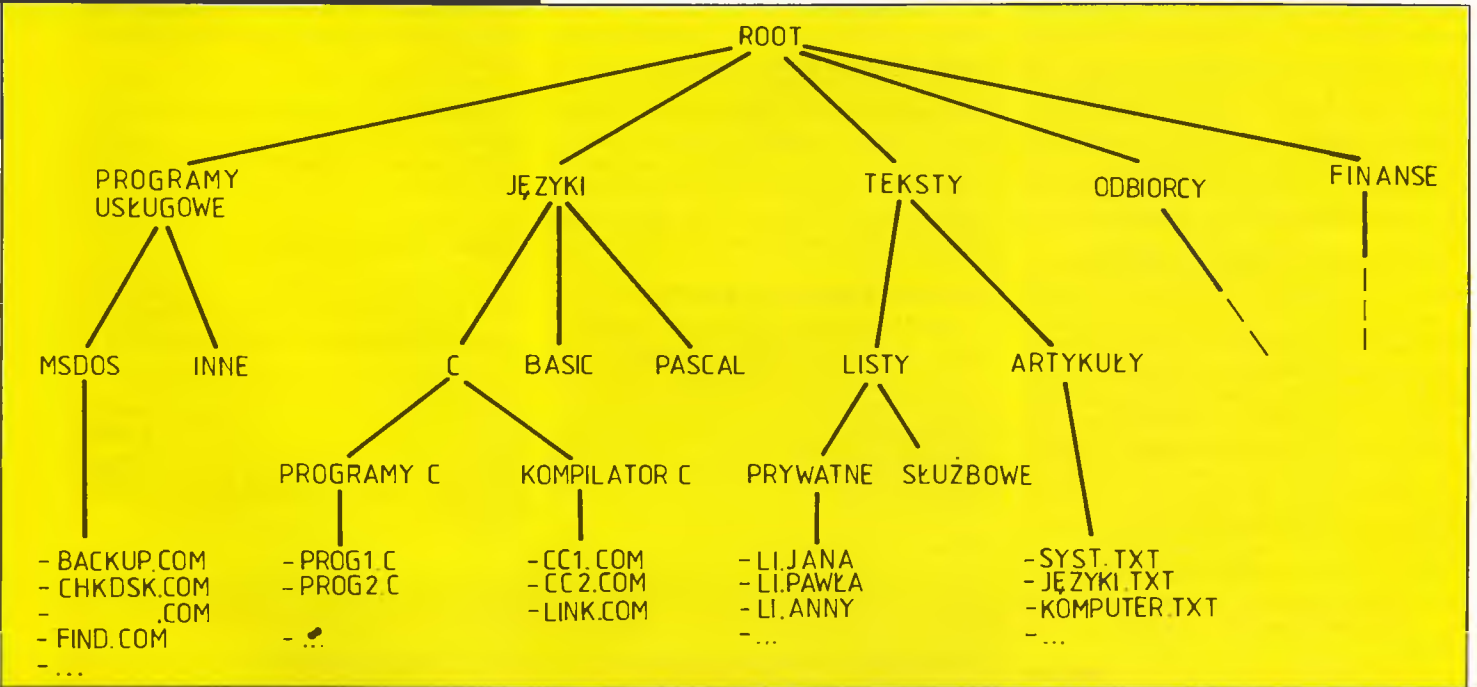 ROOT
PROGRAMY
USŁUGOWE
JĘZYKI
TEKSTY
ODBIORCY
FINANSE
MSDOS
INNE
C
BASIC
PASCAL
LISTY
ARTYKUŁY
PROGRAMY C
KOMPILATOR C
PRYWATNE
SŁUŻBOWE
- BACKUP.COM
- CHKDSK.COM
- .COM
- FIND.COM
- ...
- PROG1.C
- PROG2.C
- ...
- CC1.COM
- CC2.COM
- LINK.COM
- LI.JANA
- LI.PAWŁA
- LI.ANNY
- ...
- SYST.TXT
- JĘZYKI.TXT
- KOMPUTER.TXT
- ...